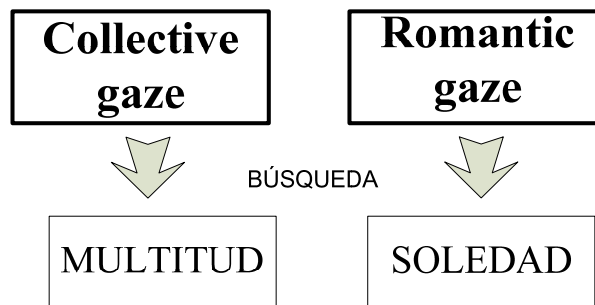 Collective
gaze
Romantic
gaze
BÚSQUEDA
MULTITUD
SOLEDAD